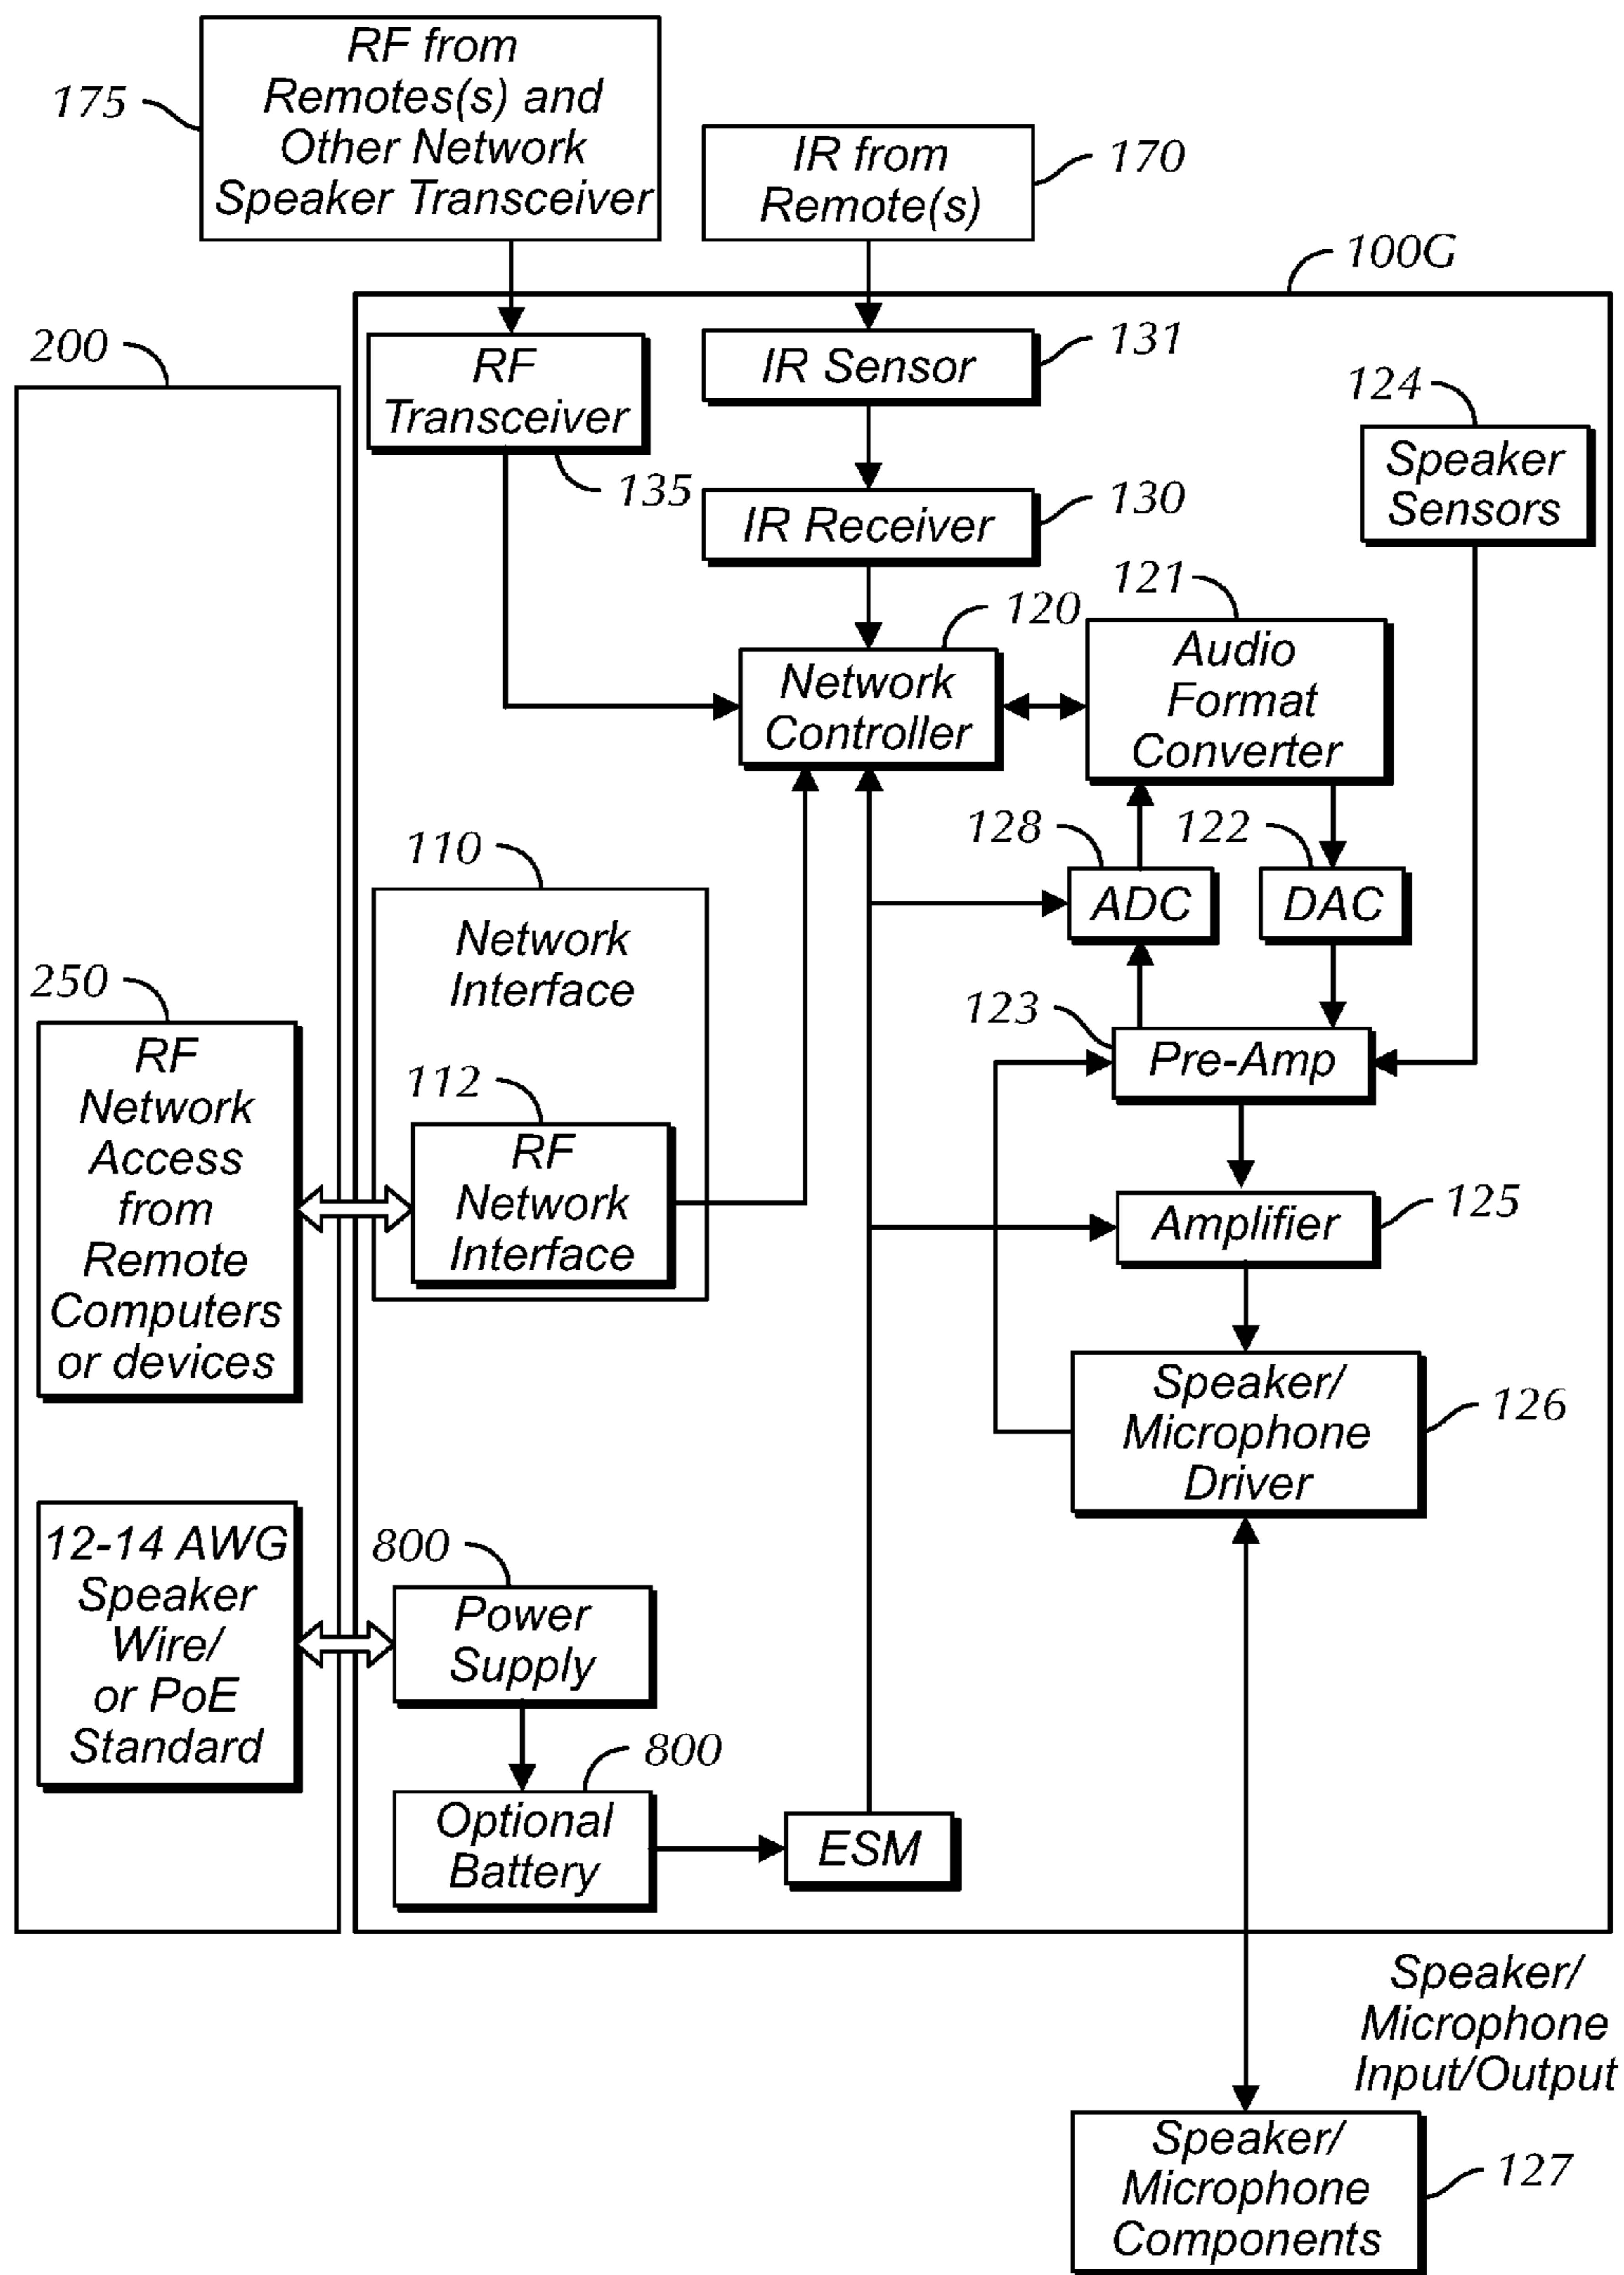 RF from
Remotes(s) and
Other Network
Speaker Transceiver
175
IR from
Remote(s)
170
100G
200
RF
Transceiver
135
IR Sensor
131
124
Speaker
Sensors
IR Receiver
130
121
Audio
Format
Converter
120
Network
Controller
128
ADC
122
DAC
110
Network
Interface
250
RF
Network
Access
from
Remote
Computers
or devices
112
RF
Network
Interface
123
Pre-Amp
Amplifier
125
Speaker/
Microphone
Driver
126
12-14 AWG
Speaker
Wire/
or PoE
Standard
800
Power
Supply
800
Optional
Battery
ESM
Speaker/
Microphone
Input/Output
Speaker/
Microphone
Components
127